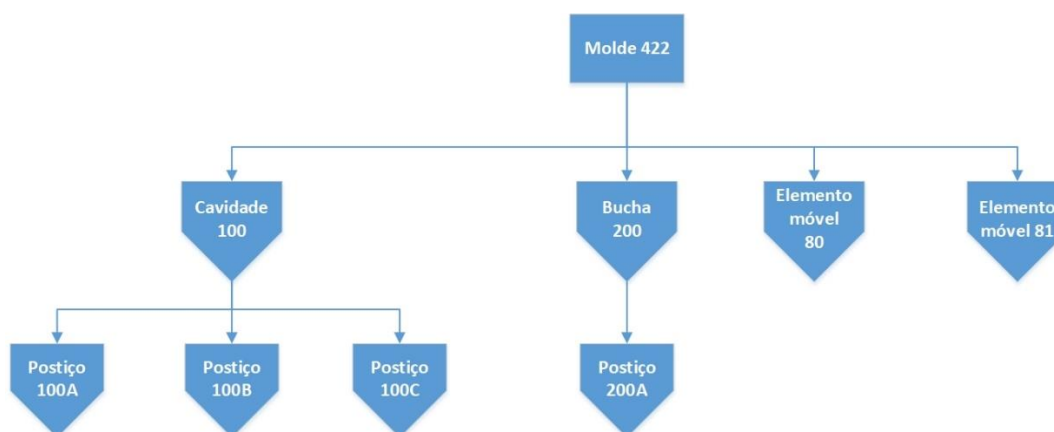 Molde 422
Cavidade
100
Bucha
200
Elemento
móvel
80
Elemento
móvel 81
Postiço
100A
Postiço
100B
Postiço
100C
Postiço
200A